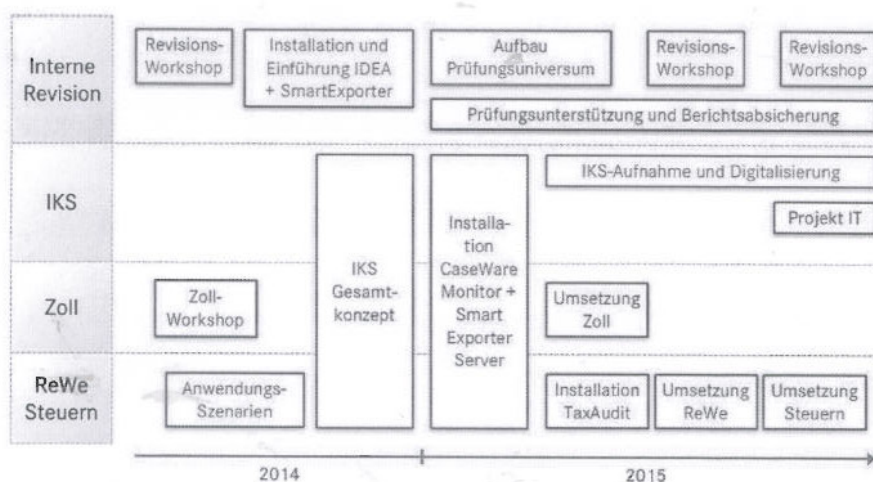 Interne
Revision
Revisions-
Workshop
Installation und
Einführung IDEA
+ SmartExporter
Aufbau
Prüfungsuniversum
Revisions-
Workshop
Revisions-
Workshop
Prüfungsunterstützung und Berichtsabsicherung
IKS
IKS
Gesamt-
konzept
Installa-
tion
CaseWare
Monitor +
Smart
Exporter
Server
IKS-Aufnahme und Digitalisierung
Projekt IT
Zoll
Zoll-
Workshop
Umsetzung
Zoll
ReWe
Steuern
Anwendungs-
Szenarien
Installation
TaxAudit
Umsetzung
ReWe
Umsetzung
Steuern
2014
2015